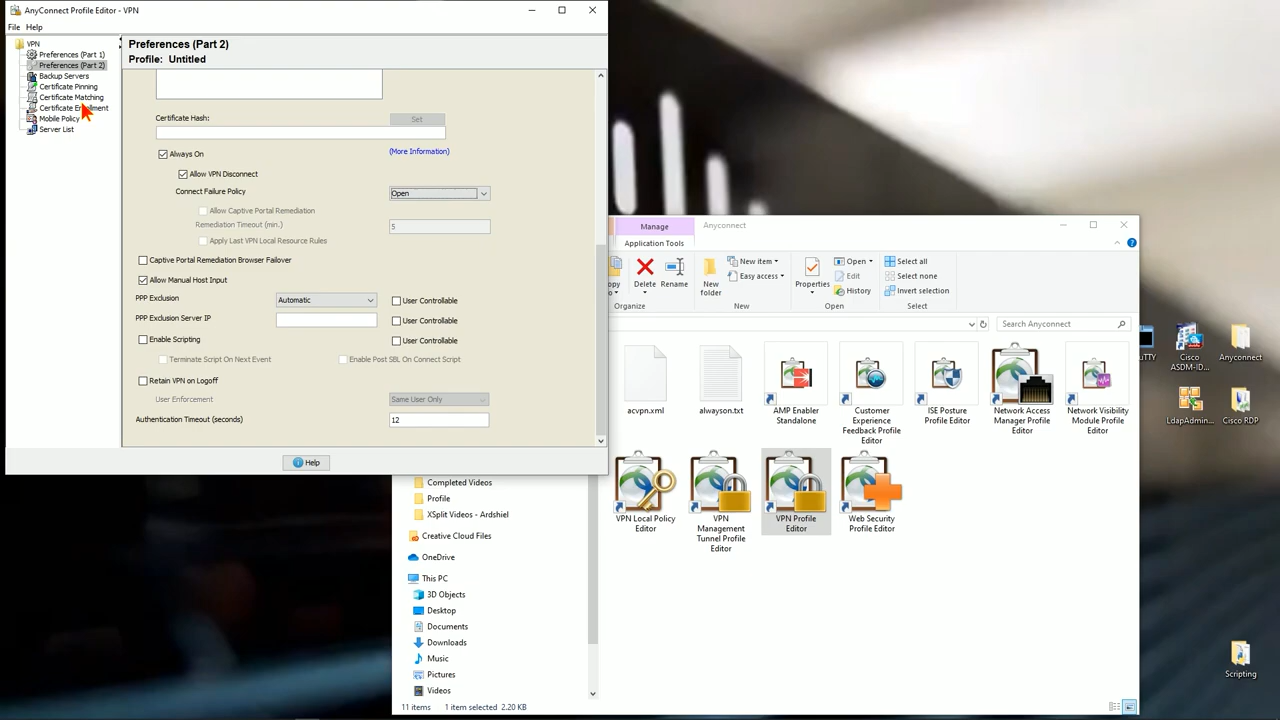 AnyConnect Profile Editor - VPN
File Help
VPN
Preferences (Part 1)
Preferences (Part 2)
Backup Servers
Certificate Pinning
Certificate Matching
Certificate Enrollment
Mobile Policy
Server List
Preferences (Part 2)
Profile: Untitled
Certificate Hash:
Set
Always On
(More Information)
Allow VPN Disconnect
Connect Failure Policy
Open
Allow Captive Portal Remediation
Remediation Timeout (min.)
5
Apply Last VPN Local Resource Rules
Captive Portal Remediation Browser Failover
Allow Manual Host Input
PPP Exclusion
Automatic
User Controllable
PPP Exclusion Server IP
User Controllable
Enable Scripting
User Controllable
Terminate Script On Next Event
Enable Post SBL On Connect Script
Retain VPN on Logoff
User Enforcement
Same User Only
Authentication Timeout (seconds)
12
Help
Manage
Anyconnect
Application Tools
Delete
Rename
New
folder
New item
Easy access
Properties
Open
Edit
History
Select all
Select none
Invert selection
Organize
New
Open
Select
Search Anyconnect
acvpn.xml
alwayson.txt
AMP Enabler
Standalone
Customer
Experience
Feedback Profile
Editor
ISE Posture
Profile Editor
Network Access
Manager Profile
Editor
Network Visibility
Module Profile
Editor
VPN Local Policy
Editor
VPN
Management
Tunnel Profile
Editor
VPN Profile
Editor
Web Security
Profile Editor
Completed Videos
Profile
XSplit Videos - Ardshiel
Creative Cloud Files
OneDrive
This PC
3D Objects
Desktop
Documents
Downloads
Music
Pictures
Videos
11 items 1 item selected 2.20 KB
Cisco
ASDM-ID...
Anyconnect
LdapAdmin...
Cisco RDP
Scripting